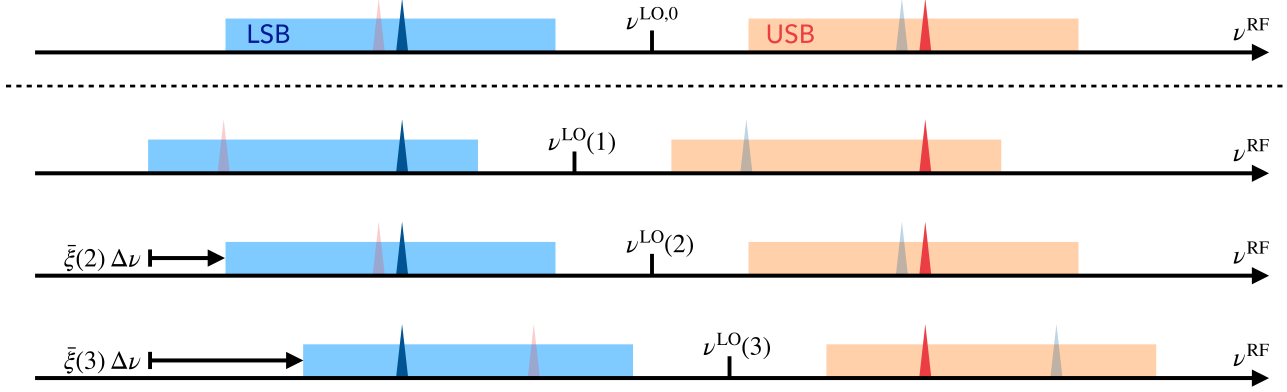 LSB ν^LO,0 USB ν^RF
ν^LO(1) ν^RF
ξ̄(2) Δν ν^LO(2) ν^RF
ξ̄(3) Δν ν^LO(3) ν^RF